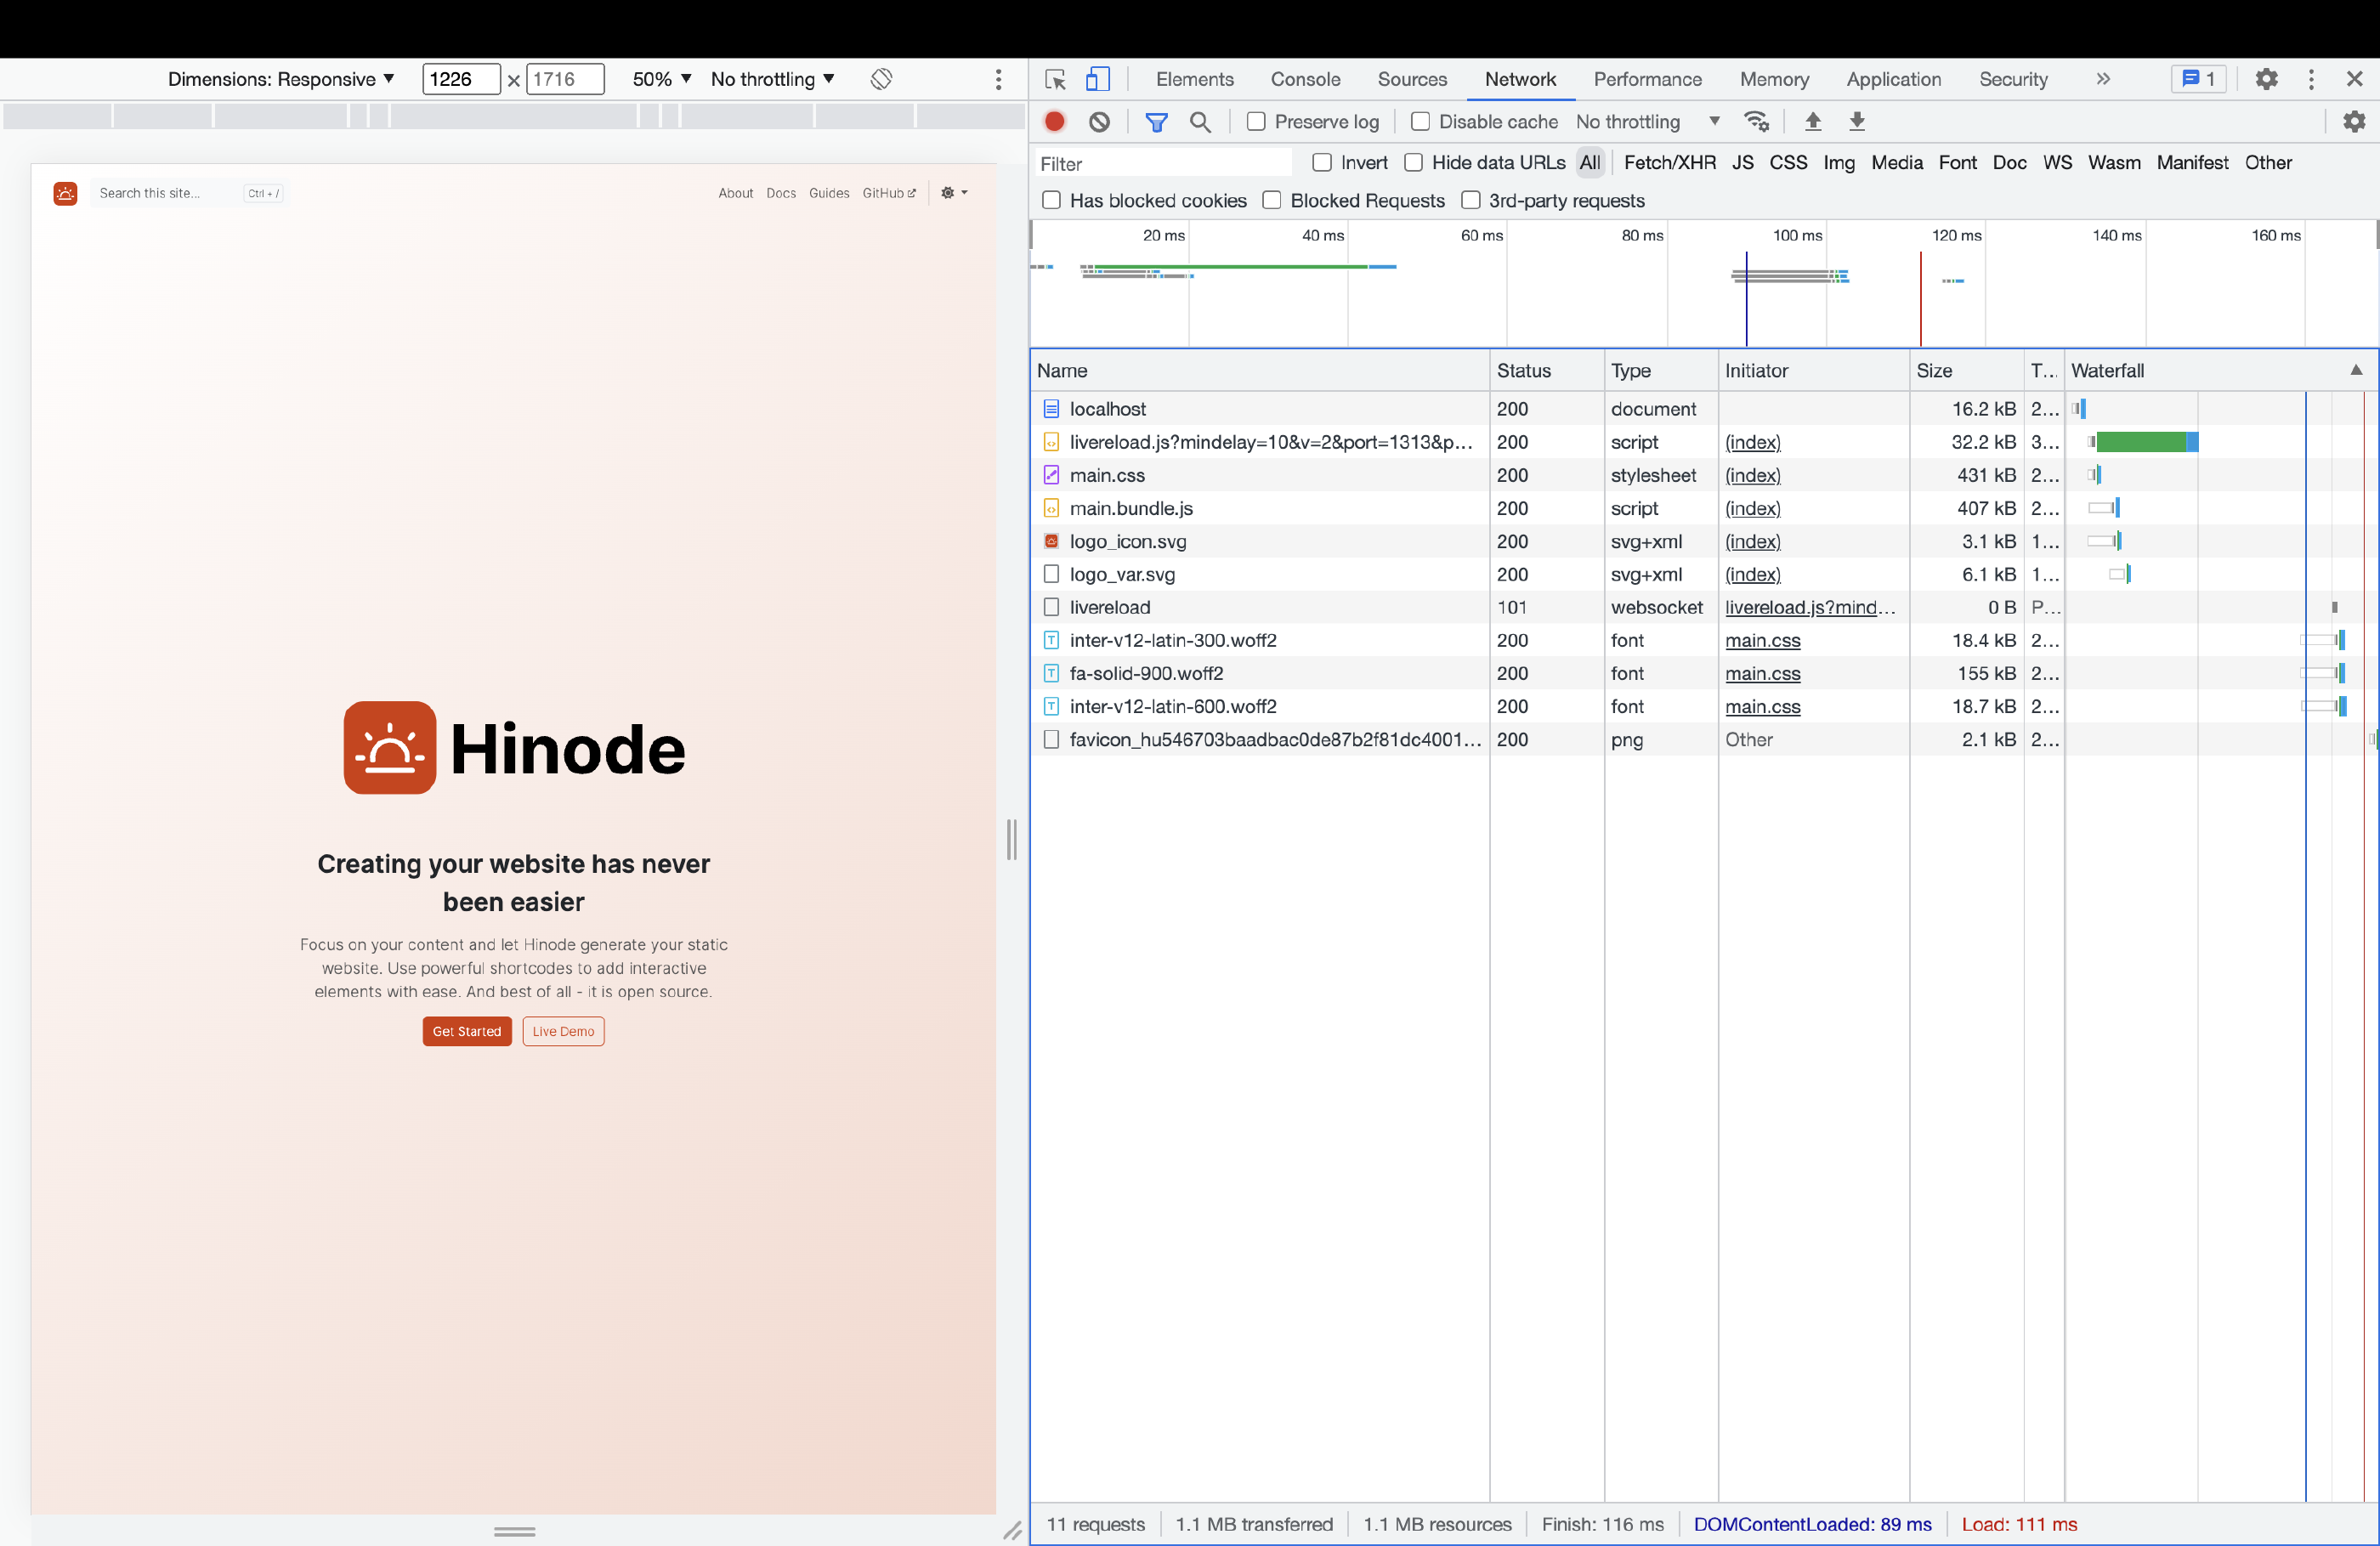 Dimensions: Responsive ▼ 1226 × 1716 50% ▼ No throttling ▼
Search this site... Ctrl + / About Docs Guides GitHub
Hinode
Creating your website has never
been easier
Focus on your content and let Hinode generate your static
website. Use powerful shortcodes to add interactive
elements with ease. And best of all - it is open source.
Get Started Live Demo
Elements Console Sources Network Performance Memory Application Security » 1
Preserve log Disable cache No throttling ▼
Filter Invert Hide data URLs All Fetch/XHR JS CSS Img Media Font Doc WS Wasm Manifest Other
Has blocked cookies Blocked Requests 3rd-party requests
20 ms 40 ms 60 ms 80 ms 100 ms 120 ms 140 ms 160 ms
Name Status Type Initiator Size T... Waterfall ▲
localhost 200 document 16.2 kB 2...
livereload.js?mindelay=10&v=2&port=1313&p... 200 script (index) 32.2 kB 3...
main.css 200 stylesheet (index) 431 kB 2...
main.bundle.js 200 script (index) 407 kB 2...
logo_icon.svg 200 svg+xml (index) 3.1 kB 1...
logo_var.svg 200 svg+xml (index) 6.1 kB 1...
livereload 101 websocket livereload.js?mind... 0 B P...
inter-v12-latin-300.woff2 200 font main.css 18.4 kB 2...
fa-solid-900.woff2 200 font main.css 155 kB 2...
inter-v12-latin-600.woff2 200 font main.css 18.7 kB 2...
favicon_hu546703baadbac0de87b2f81dc4001... 200 png Other 2.1 kB 2...
11 requests 1.1 MB transferred 1.1 MB resources Finish: 116 ms DOMContentLoaded: 89 ms Load: 111 ms